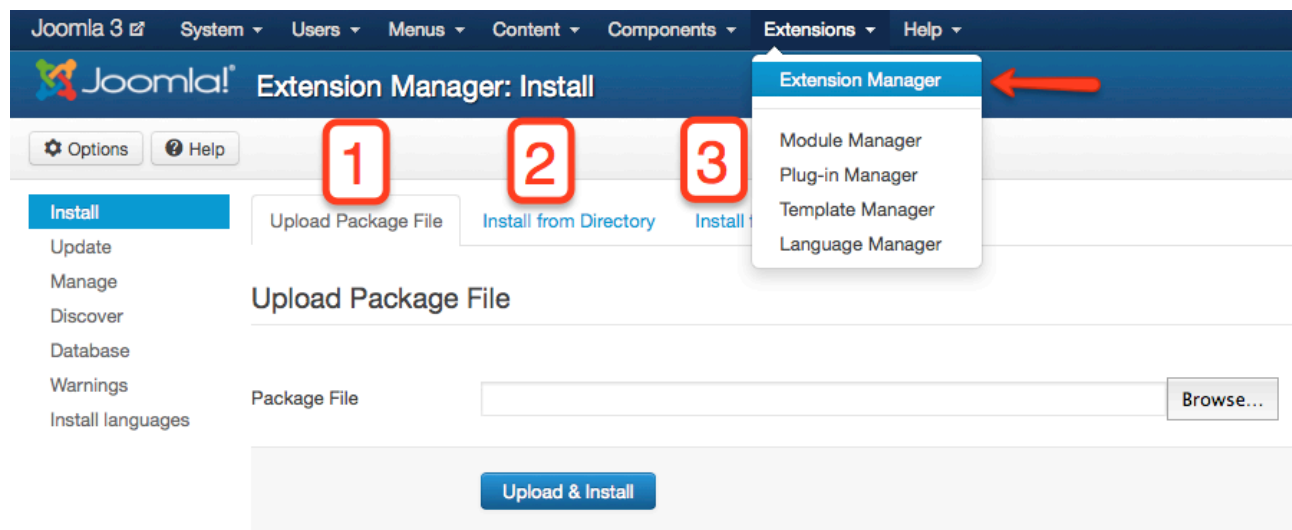 Joomla 3 System Users Menus Content Components Extensions Help
Joomla!® Extension Manager: Install
Extension Manager
Options Help
1 2 3
Module Manager
Plug-in Manager
Template Manager
Language Manager
Install
Update
Manage
Discover
Database
Warnings
Install languages
Upload Package File Install from Directory Install
Upload Package File
Package File Browse...
Upload & Install